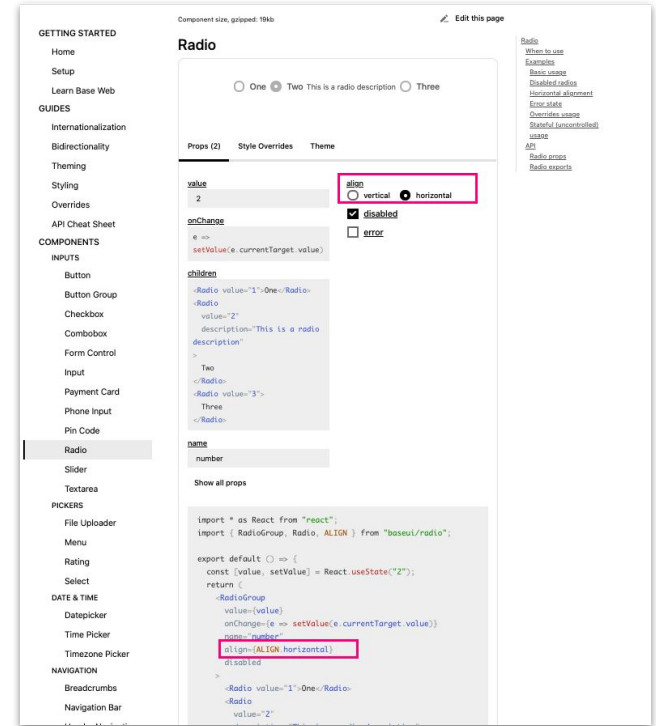 Component size, gzipped: 19kb
Edit this page
GETTING STARTED
Home
Setup
Learn Base Web
GUIDES
Internationalization
Bidirectionality
Theming
Styling
Overrides
API Cheat Sheet
COMPONENTS
INPUTS
Button
Button Group
Checkbox
Combobox
Form Control
Input
Payment Card
Phone Input
Pin Code
Radio
Slider
Textarea
PICKERS
File Uploader
Menu
Rating
Select
DATE & TIME
Datepicker
Time Picker
Timezone Picker
NAVIGATION
Breadcrumbs
Navigation Bar
Radio
One Two This is a radio description Three
Props (2) Style Overrides Theme
value
2
onChange
e =>
setValue(e.currentTarget.value)
children
<Radio value="1">One</Radio>
<Radio
value="2"
description="This is a radio
description"
>
Two
</Radio>
<Radio value="3">
Three
</Radio>
name
number
Show all props
align
vertical horizontal
disabled
error
import * as React from "react";
import { RadioGroup, Radio, ALIGN } from "baseui/radio";
export default () => {
const [value, setValue] = React.useState("2");
return (
<RadioGroup
value={value}
onChange={e => setValue(e.currentTarget.value)}
name="number"
align={ALIGN.horizontal}
disabled
>
<Radio value="1">One</Radio>
<Radio
value="2"
Radio
When to use
Examples
Basic usage
Disabled radios
Horizontal alignment
Error state
Overrides usage
Stateful (uncontrolled)
usage
API
Radio props
Radio exports